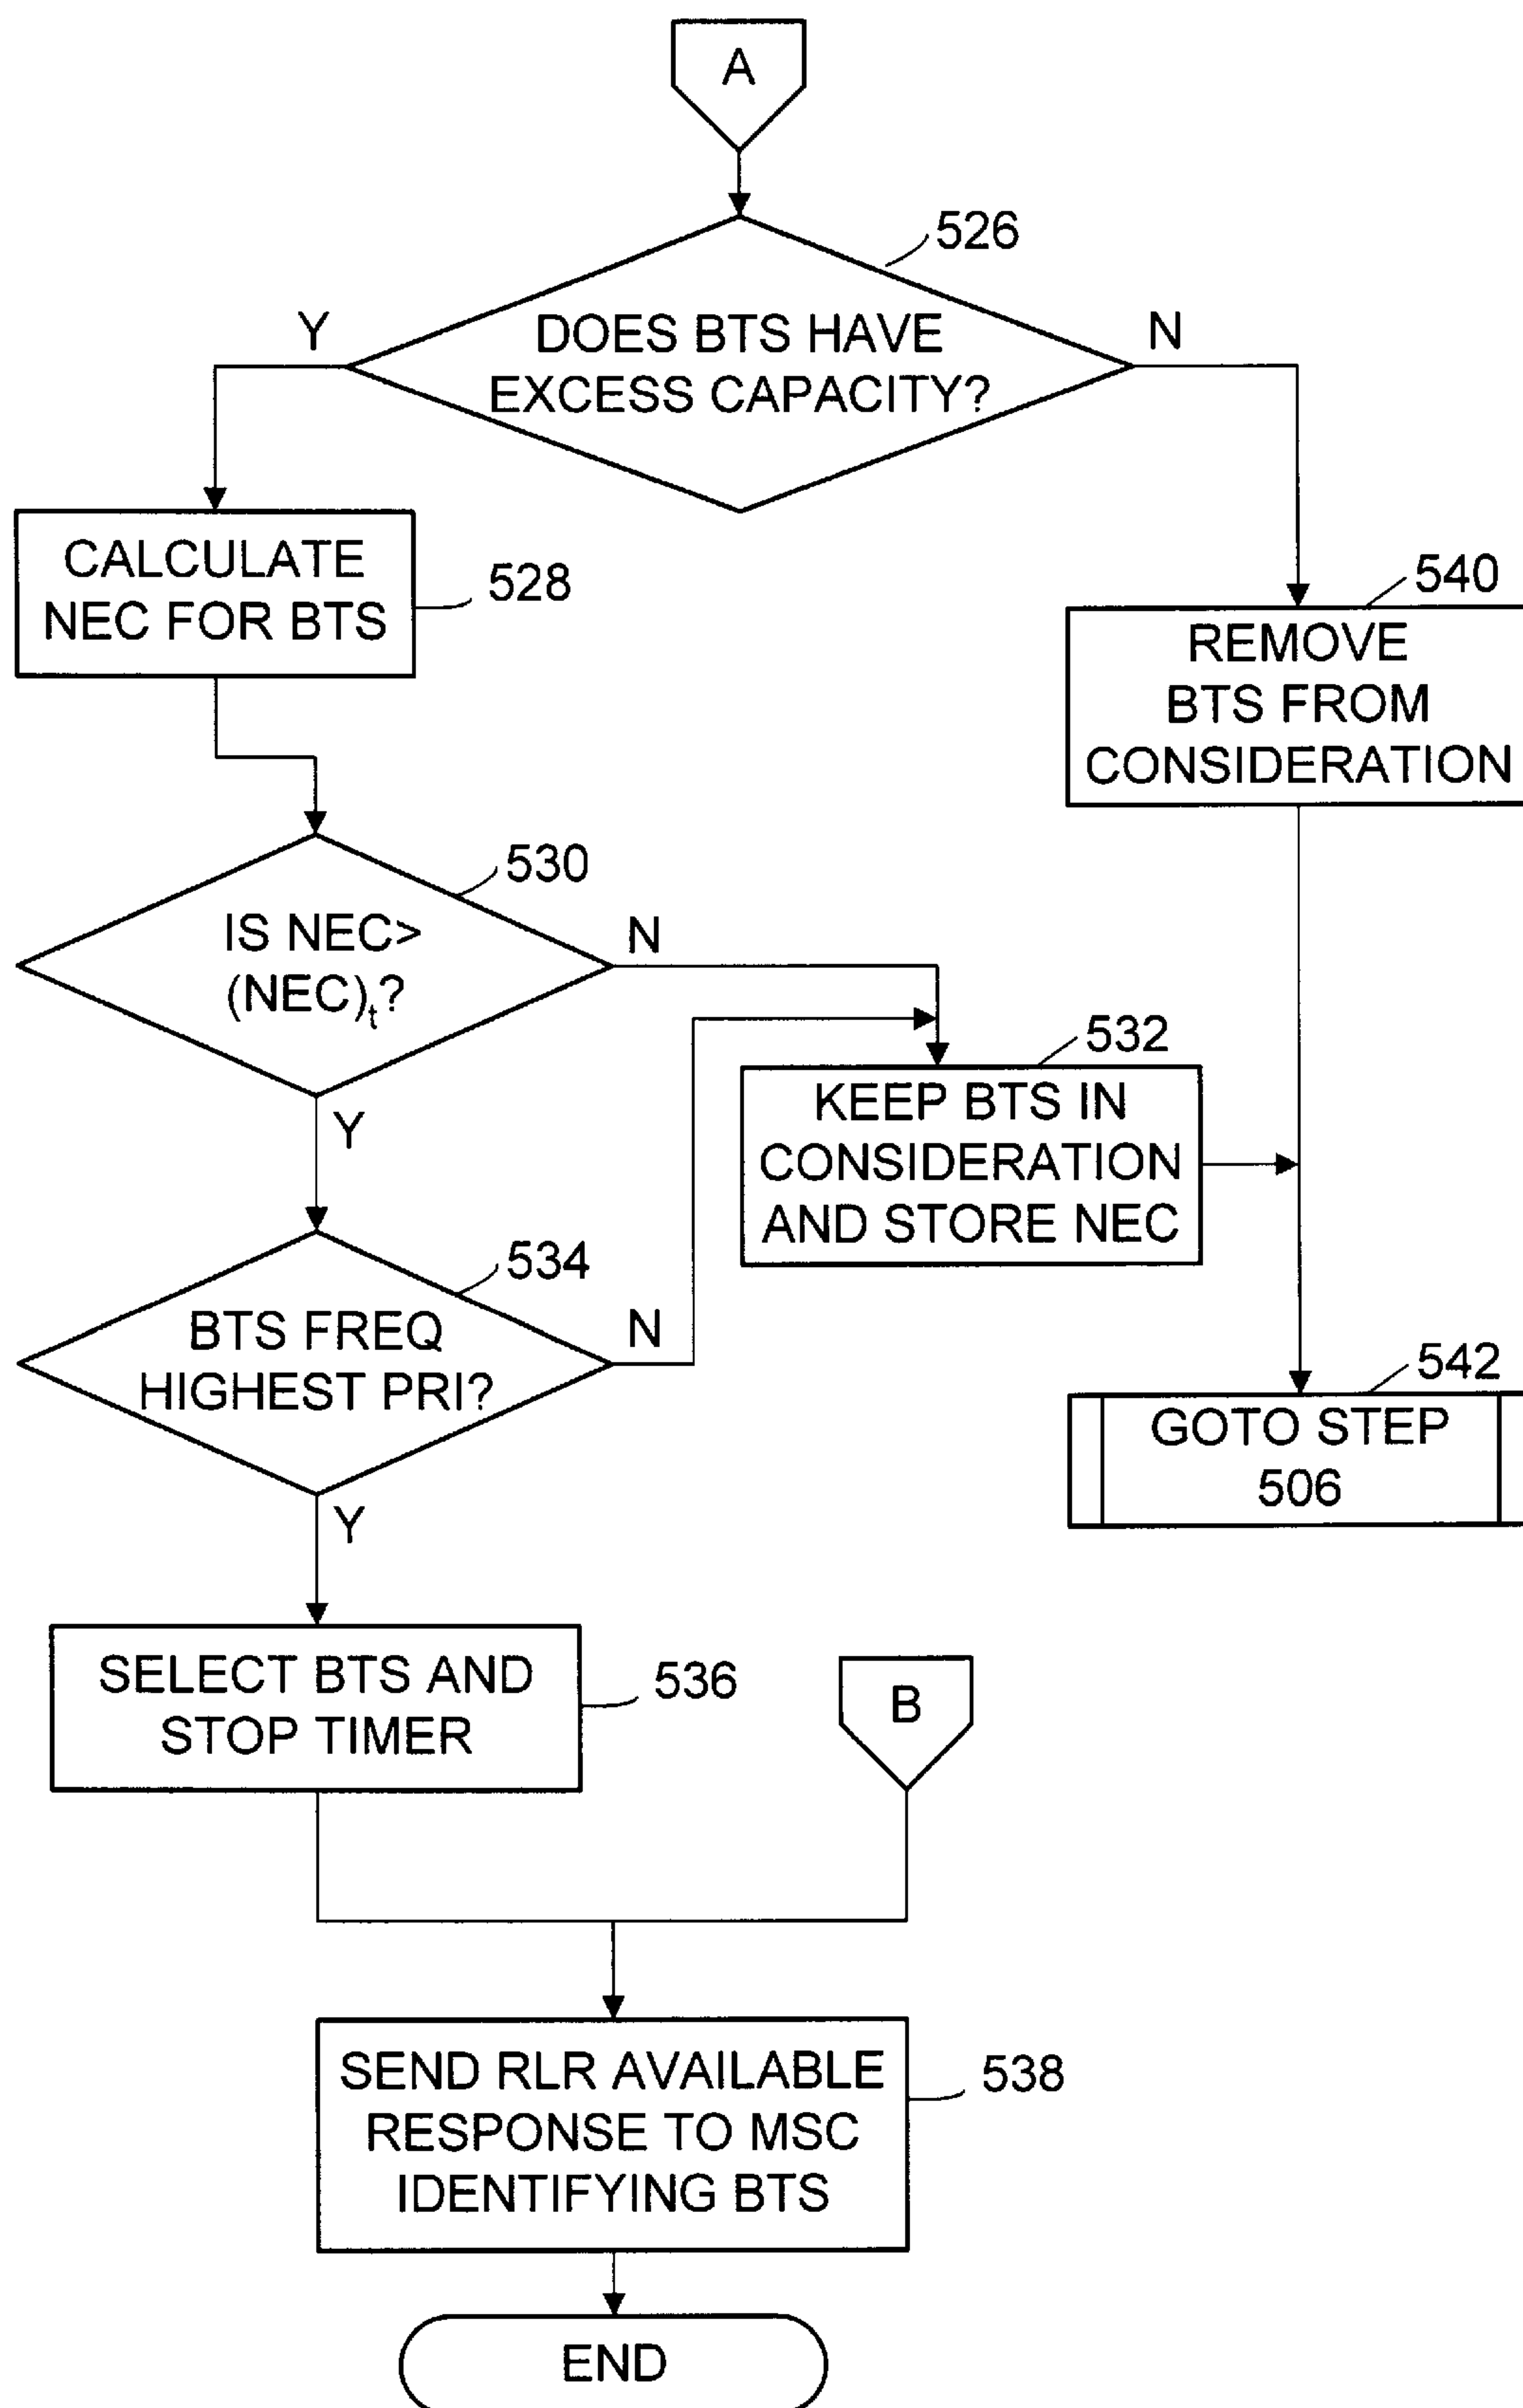 A
526
Y
N
DOES BTS HAVE
EXCESS CAPACITY?
CALCULATE
NEC FOR BTS
528
540
REMOVE
BTS FROM
CONSIDERATION
530
IS NEC>
(NEC)t?
N
Y
532
KEEP BTS IN
CONSIDERATION
AND STORE NEC
534
BTS FREQ
HIGHEST PRI?
N
Y
542
GOTO STEP
506
SELECT BTS AND
STOP TIMER
536
B
SEND RLR AVAILABLE
RESPONSE TO MSC
IDENTIFYING BTS
538
END